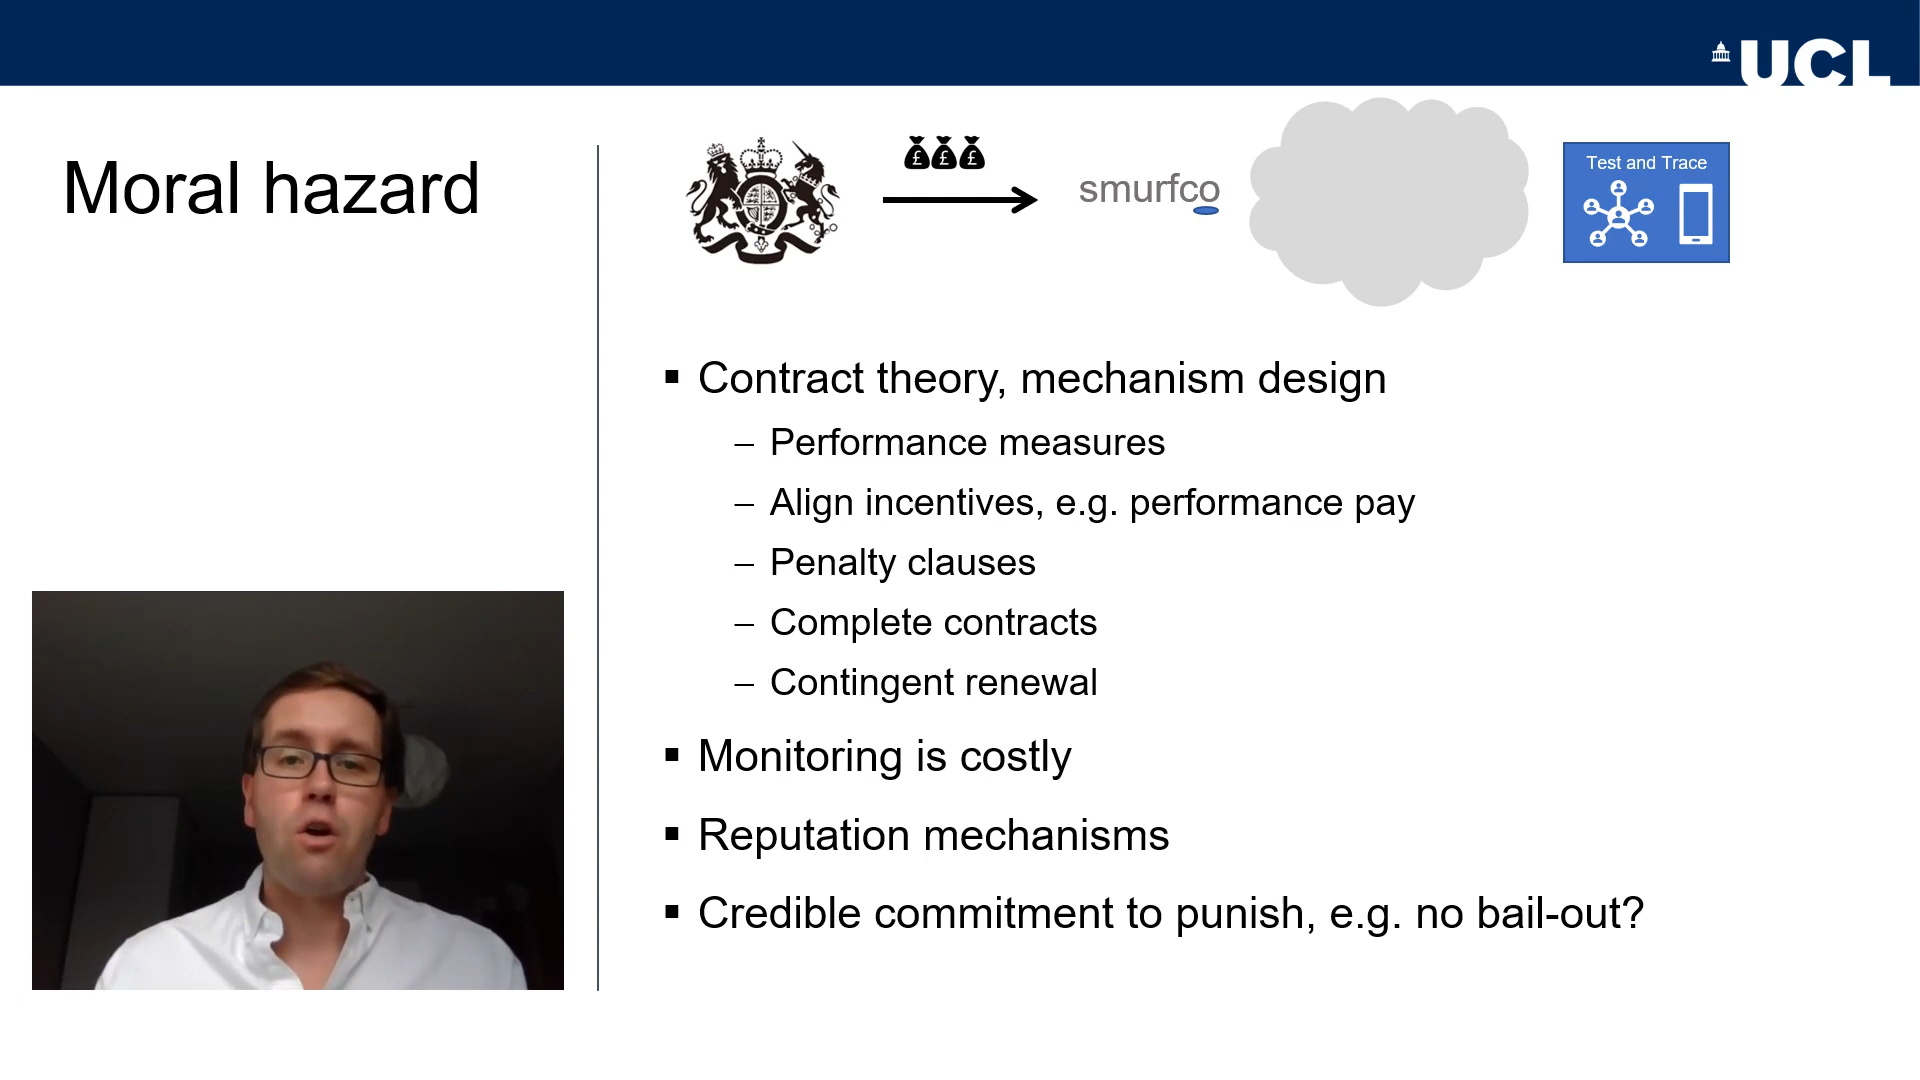 UCL
Moral hazard
£ £ £
smurfco
Test and Trace
▪ Contract theory, mechanism design
– Performance measures
– Align incentives, e.g. performance pay
– Penalty clauses
– Complete contracts
– Contingent renewal
▪ Monitoring is costly
▪ Reputation mechanisms
▪ Credible commitment to punish, e.g. no bail-out?